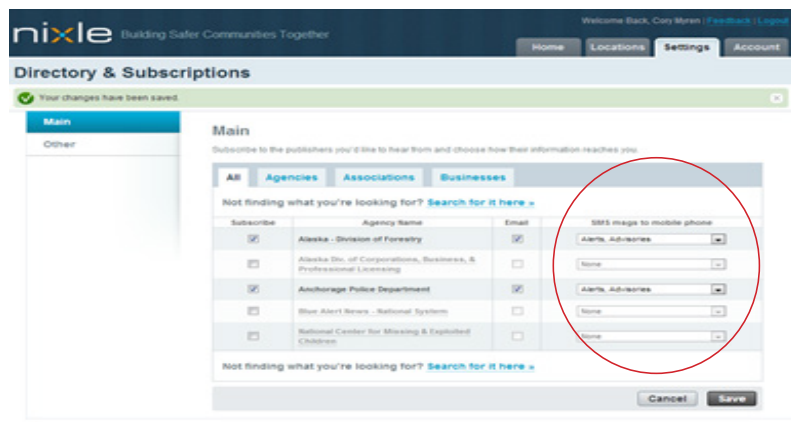 nixle Building Safer Communities Together
Welcome Back, Cory Myren | Feedback | Logout
Home Locations Settings Account
Directory & Subscriptions
Your changes have been saved.
Main
Other
Main
Subscribe to the publishers you'd like to hear from and choose how their information reaches you.
All Agencies Associations Businesses
Not finding what you're looking for? Search for it here »
Subscribe Agency Name Email SMS msgs to mobile phone
Alaska - Division of Forestry Alerts, Advisories
Alaska Div. of Corporations, Business, &
Professional Licensing
None
Anchorage Police Department Alerts, Advisories
Blue Alert News - National System None
National Center for Missing & Exploited
Children
None
Not finding what you're looking for? Search for it here »
Cancel Save